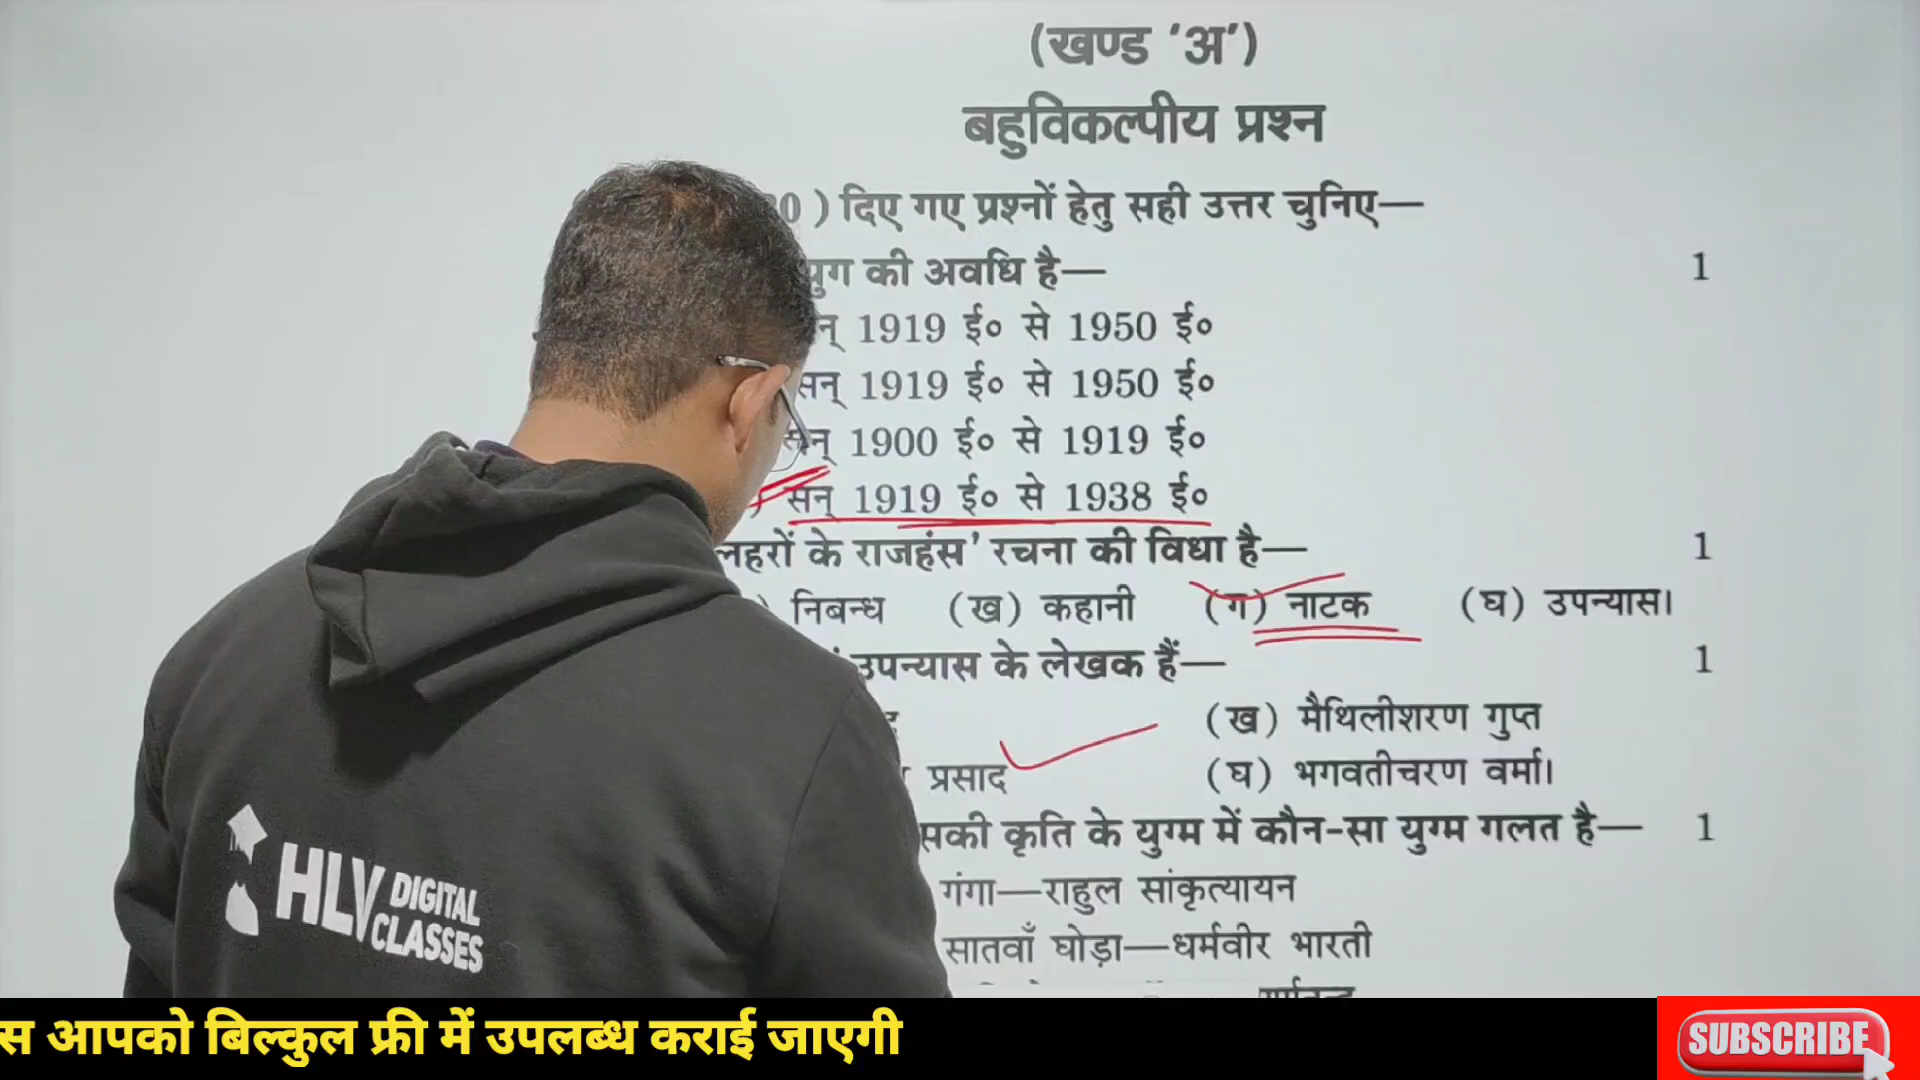 (खण्ड 'अ')
बहुविकल्पीय प्रश्न
) दिए गए प्रश्नों हेतु सही उत्तर चुनिए—
युग की अवधि है— 1
सन् 1919 ई० से 1950 ई०
सन् 1919 ई० से 1950 ई०
सन् 1900 ई० से 1919 ई०
सन् 1919 ई० से 1938 ई०
लहरों के राजहंस' रचना की विधा है— 1
) निबन्ध (ख) कहानी (ग) नाटक (घ) उपन्यास।
उपन्यास के लेखक हैं— 1
(ख) मैथिलीशरण गुप्त
प्रसाद (घ) भगवतीचरण वर्मा।
की कृति के युग्म में कौन-सा युग्म गलत है— 1
गंगा—राहुल सांकृत्यायन
सातवाँ घोड़ा—धर्मवीर भारती
HLV DIGITAL CLASSES
आपको बिल्कुल फ्री में उपलब्ध कराई जाएगी
SUBSCRIBE